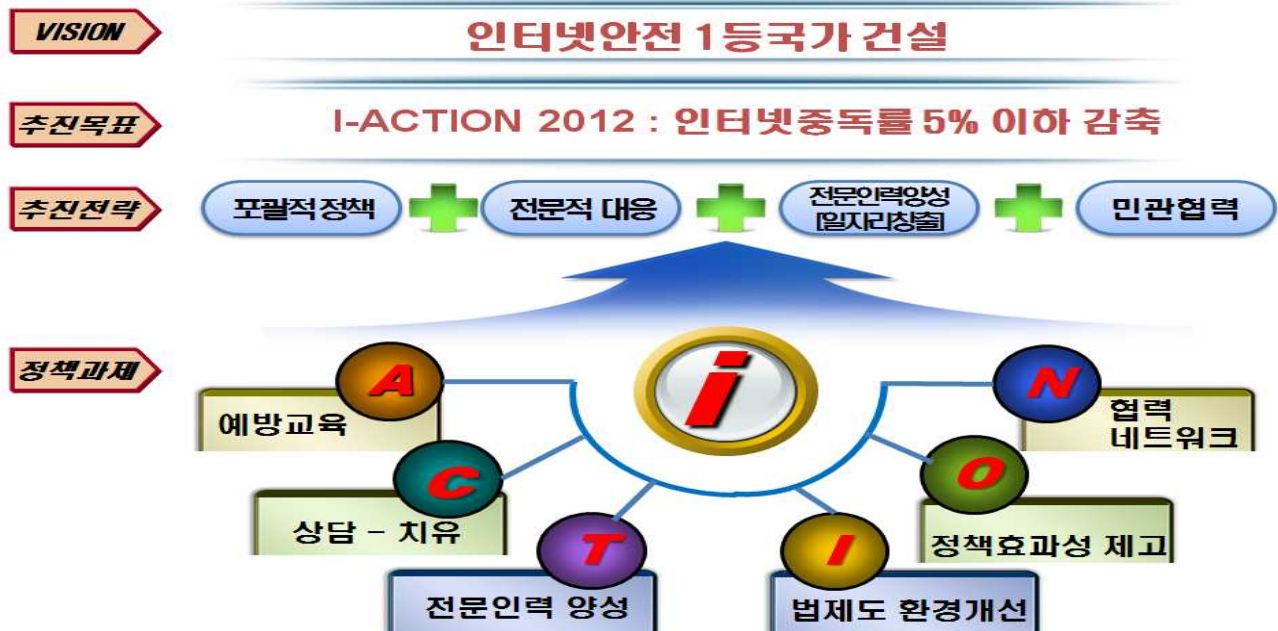 VISION
인터넷안전 1등국가 건설
추진목표
I-ACTION 2012 : 인터넷중독률 5% 이하 감축
추진전략
포괄적 정책
전문적 대응
전문인력양성
[일자리창출]
민관협력
정책과제
i
A
예방교육
C
상담 – 치유
T
전문인력 양성
I
법제도 환경개선
O
정책효과성 제고
N
협력
네트워크